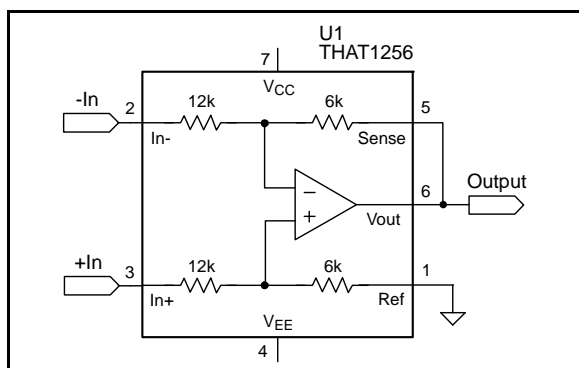 U1
THAT1256
7
VCC
12k
6k
-In
2
5
In-
Sense
Output
6
Vout
+In
3
12k
6k
1
In+
Ref
VEE
4